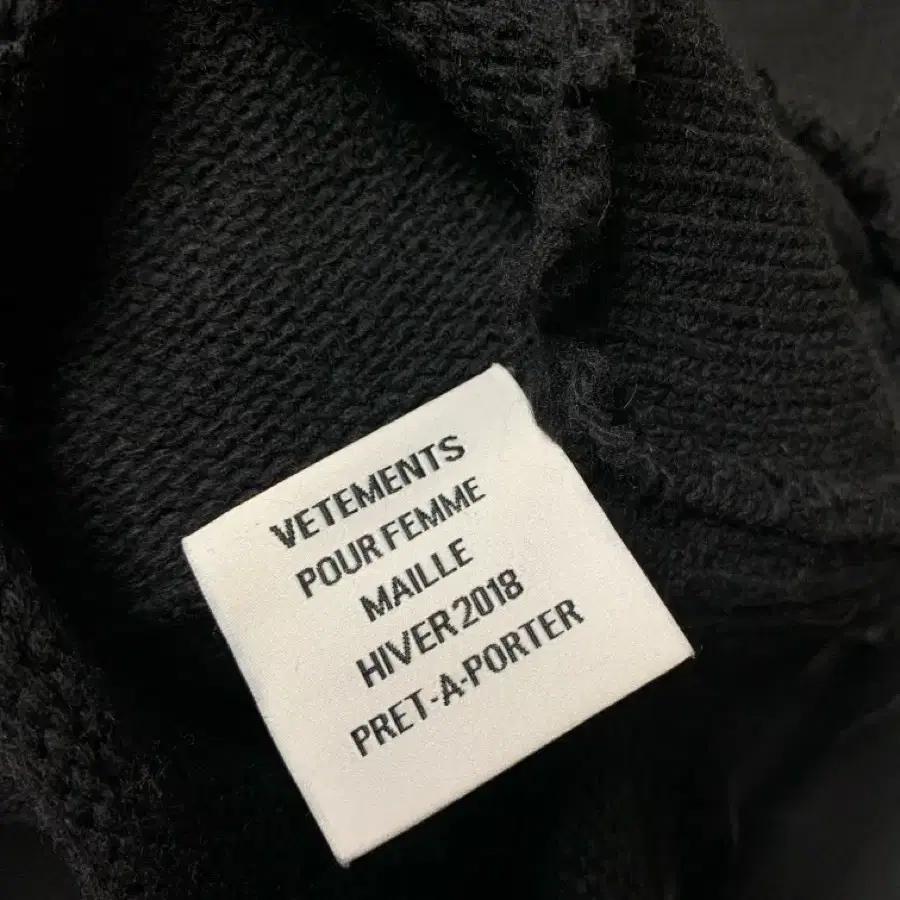 VETEMENTS
POUR FEMME
MAILLE
HIVER 2018
PRET-A-PORTER